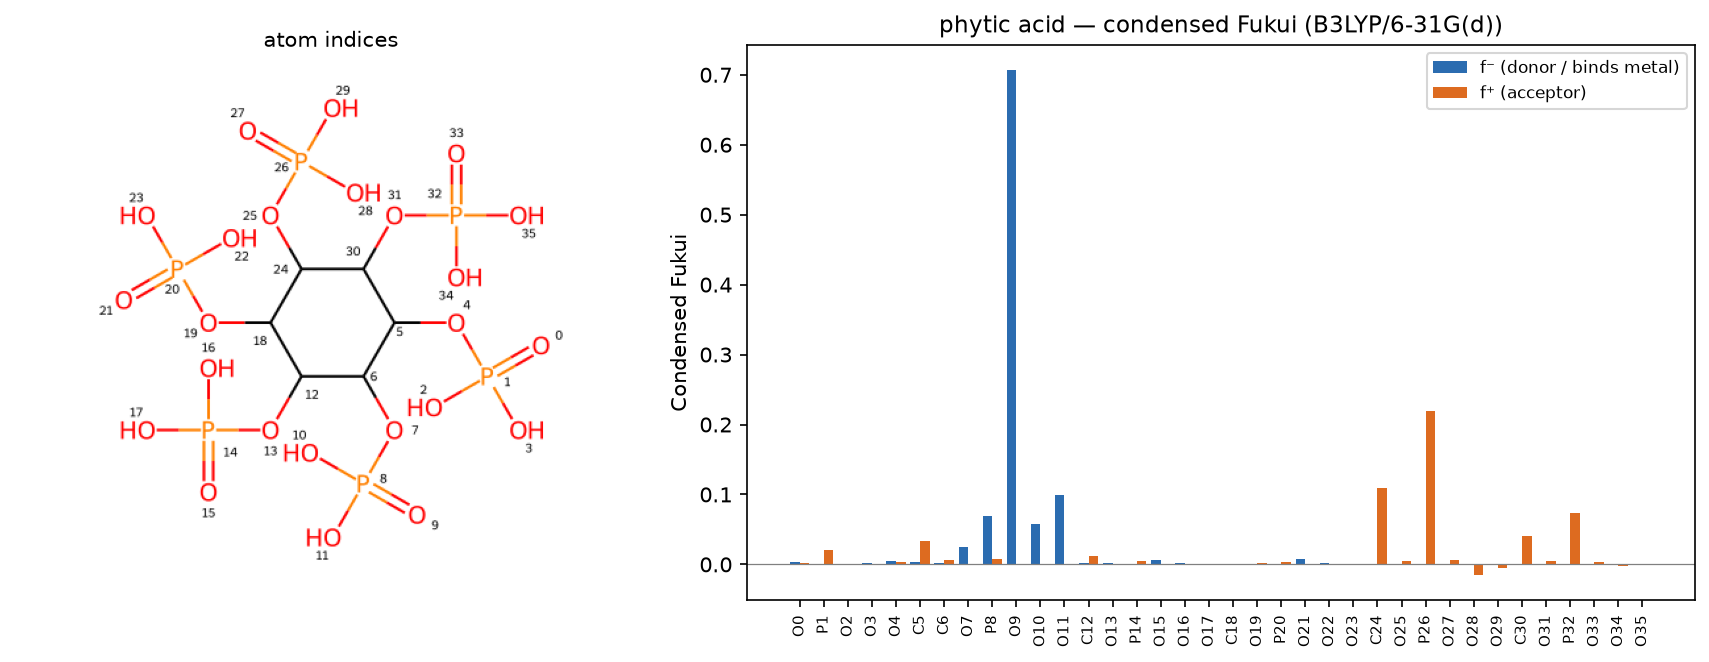 atom indices
29
OH
27
O
33
O
P
26
OH
31
32
23
HO
28
25
O
O
P
OH
35
OH
22
30
P
20
24
OH
34
4
21
O
19
O
18
5
O
0
O
16
OH
P
1
12
6
2
HO
17
HO
P
O
7
O
OH
3
14
13
10
HO
8
P
O
15
O
9
HO
11
phytic acid — condensed Fukui (B3LYP/6-31G(d))
f⁻ (donor / binds metal)
f⁺ (acceptor)
Condensed Fukui
0.7
0.6
0.5
0.4
0.3
0.2
0.1
0.0
O0 P1 O2 O3 O4 C5 C6 O7 P8 O9 O10 O11 C12 O13 P14 O15 O16 O17 C18 O19 P20 O21 O22 O23 C24 O25 P26 O27 O28 O29 C30 O31 P32 O33 O34 O35